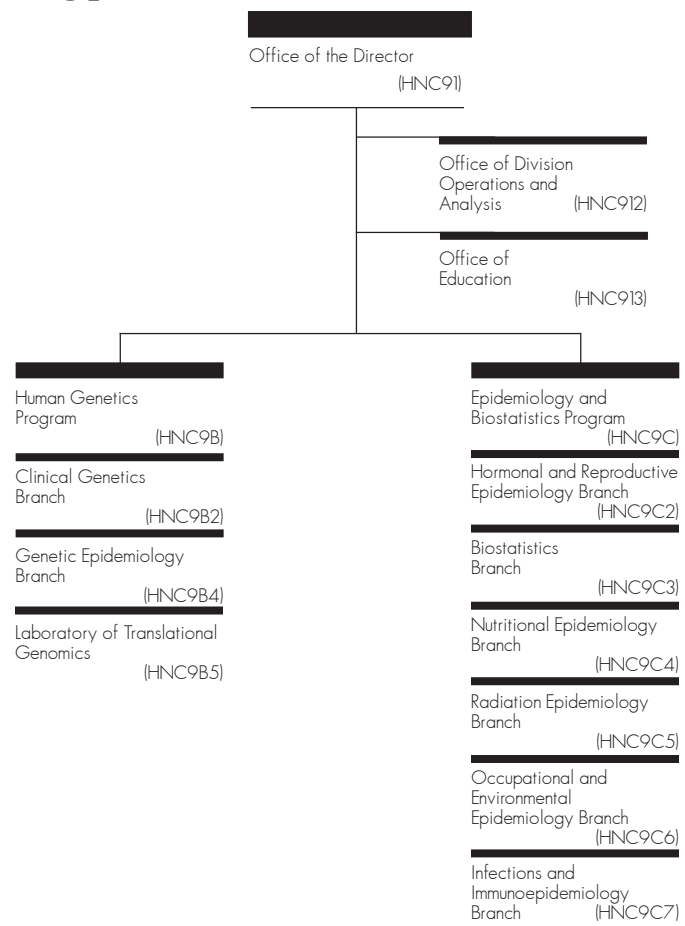 Office of the Director
(HNC91)
Office of Division
Operations and
Analysis (HNC912)
Office of
Education
(HNC913)
Human Genetics
Program
(HNC9B)
Clinical Genetics
Branch
(HNC9B2)
Genetic Epidemiology
Branch
(HNC9B4)
Laboratory of Translational
Genomics
(HNC9B5)
Epidemiology and
Biostatistics Program
(HNC9C)
Hormonal and Reproductive
Epidemiology Branch
(HNC9C2)
Biostatistics
Branch
(HNC9C3)
Nutritional Epidemiology
Branch
(HNC9C4)
Radiation Epidemiology
Branch
(HNC9C5)
Occupational and
Environmental
Epidemiology Branch
(HNC9C6)
Infections and
Immunoepidemiology
Branch (HNC9C7)